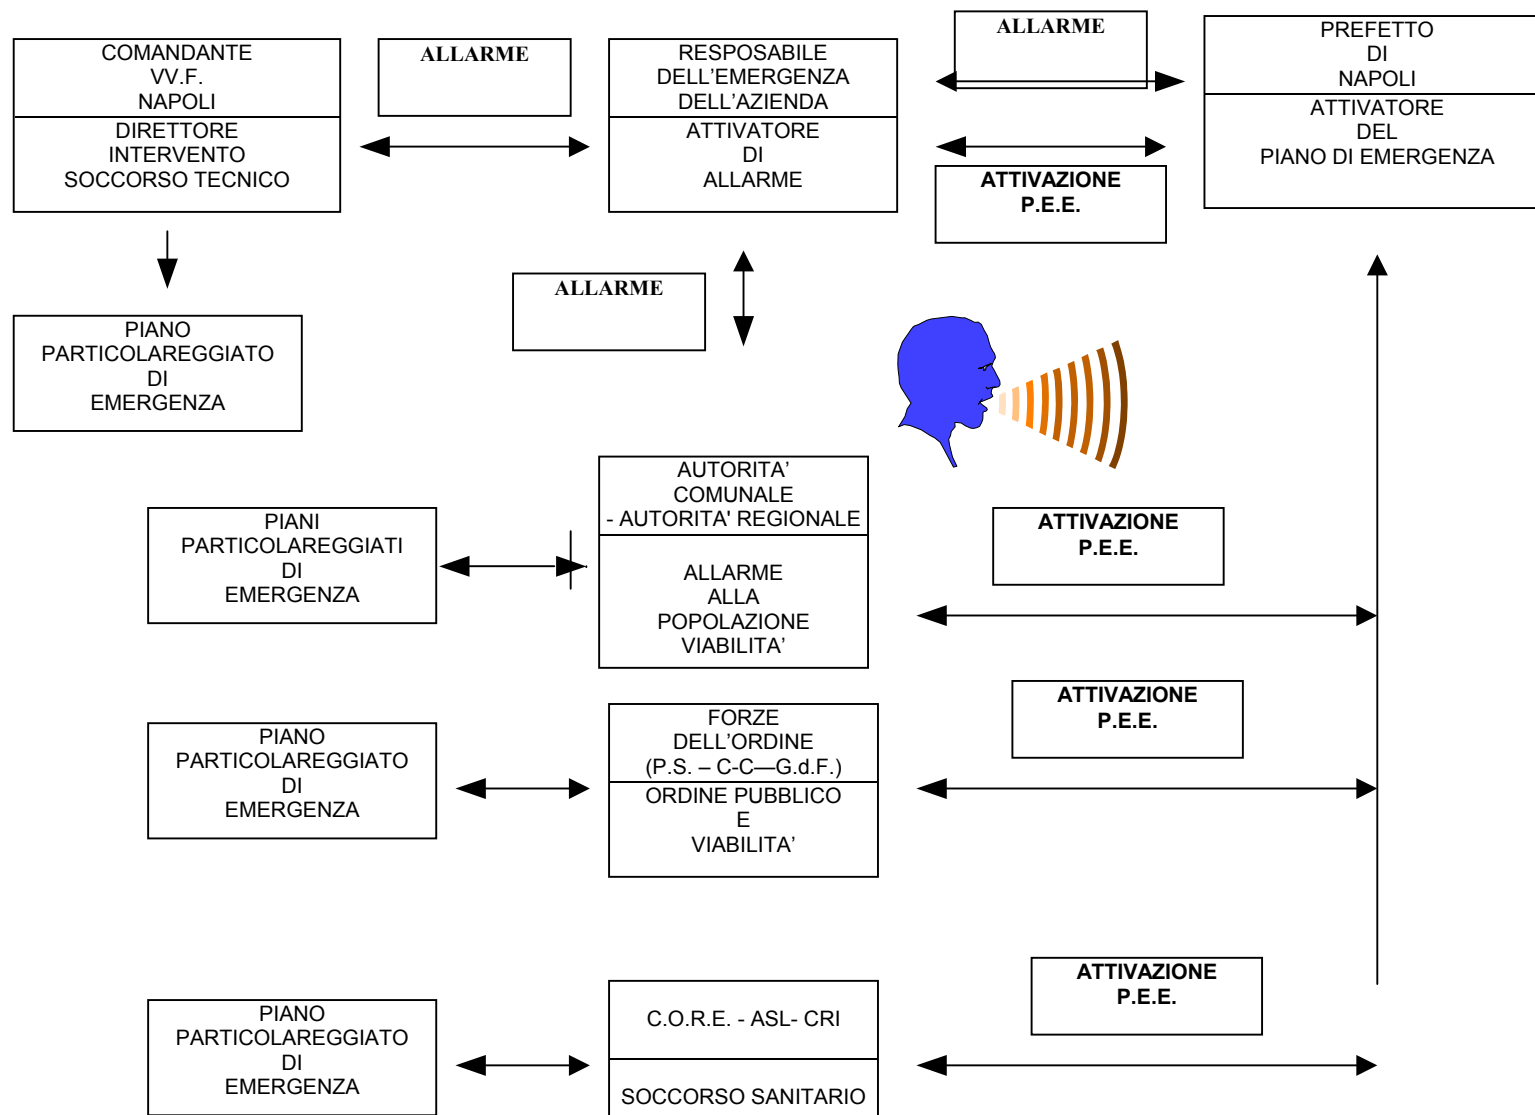 COMANDANTE
VV.F.
NAPOLI
DIRETTORE
INTERVENTO
SOCCORSO TECNICO
ALLARME
RESPOSABILE
DELL'EMERGENZA
DELL'AZIENDA
ATTIVATORE
DI
ALLARME
ALLARME
ATTIVAZIONE
P.E.E.
PREFETTO
DI
NAPOLI
ATTIVATORE
DEL
PIANO DI EMERGENZA
PIANO
PARTICOLAREGGIATO
DI
EMERGENZA
ALLARME
PIANI
PARTICOLAREGGIATI
DI
EMERGENZA
AUTORITA'
COMUNALE
- AUTORITA' REGIONALE
ALLARME
ALLA
POPOLAZIONE
VIABILITA'
ATTIVAZIONE
P.E.E.
PIANO
PARTICOLAREGGIATO
DI
EMERGENZA
FORZE
DELL'ORDINE
(P.S. – C-C—G.d.F.)
ORDINE PUBBLICO
E
VIABILITA'
ATTIVAZIONE
P.E.E.
PIANO
PARTICOLAREGGIATO
DI
EMERGENZA
C.O.R.E. - ASL- CRI
SOCCORSO SANITARIO
ATTIVAZIONE
P.E.E.